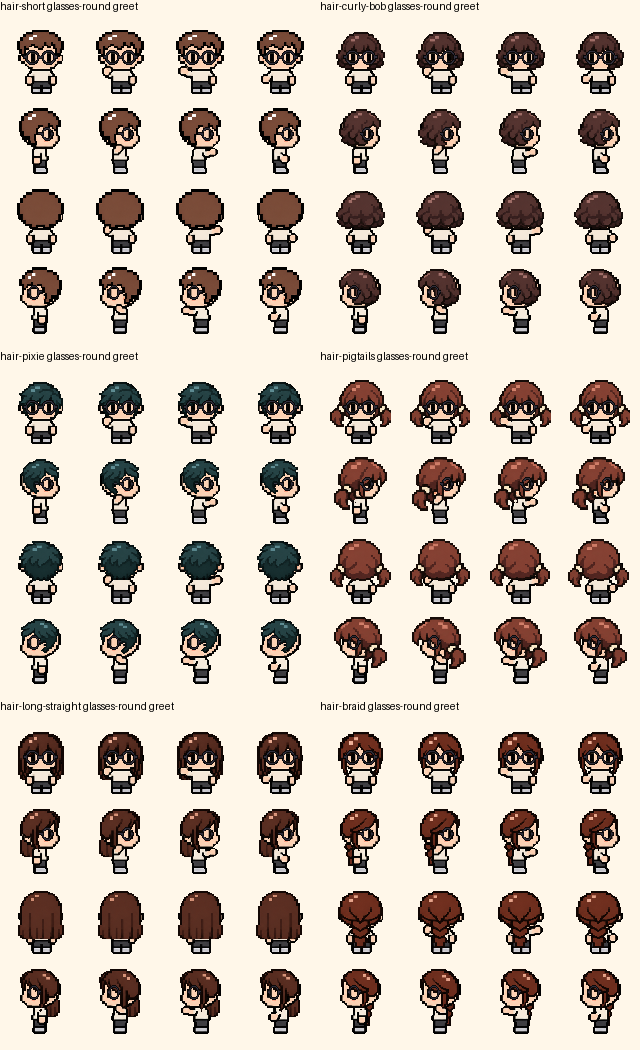 hair-short glasses-round greet
hair-curly-bob glasses-round greet
hair-pixie glasses-round greet
hair-pigtails glasses-round greet
hair-long-straight glasses-round greet
hair-braid glasses-round greet